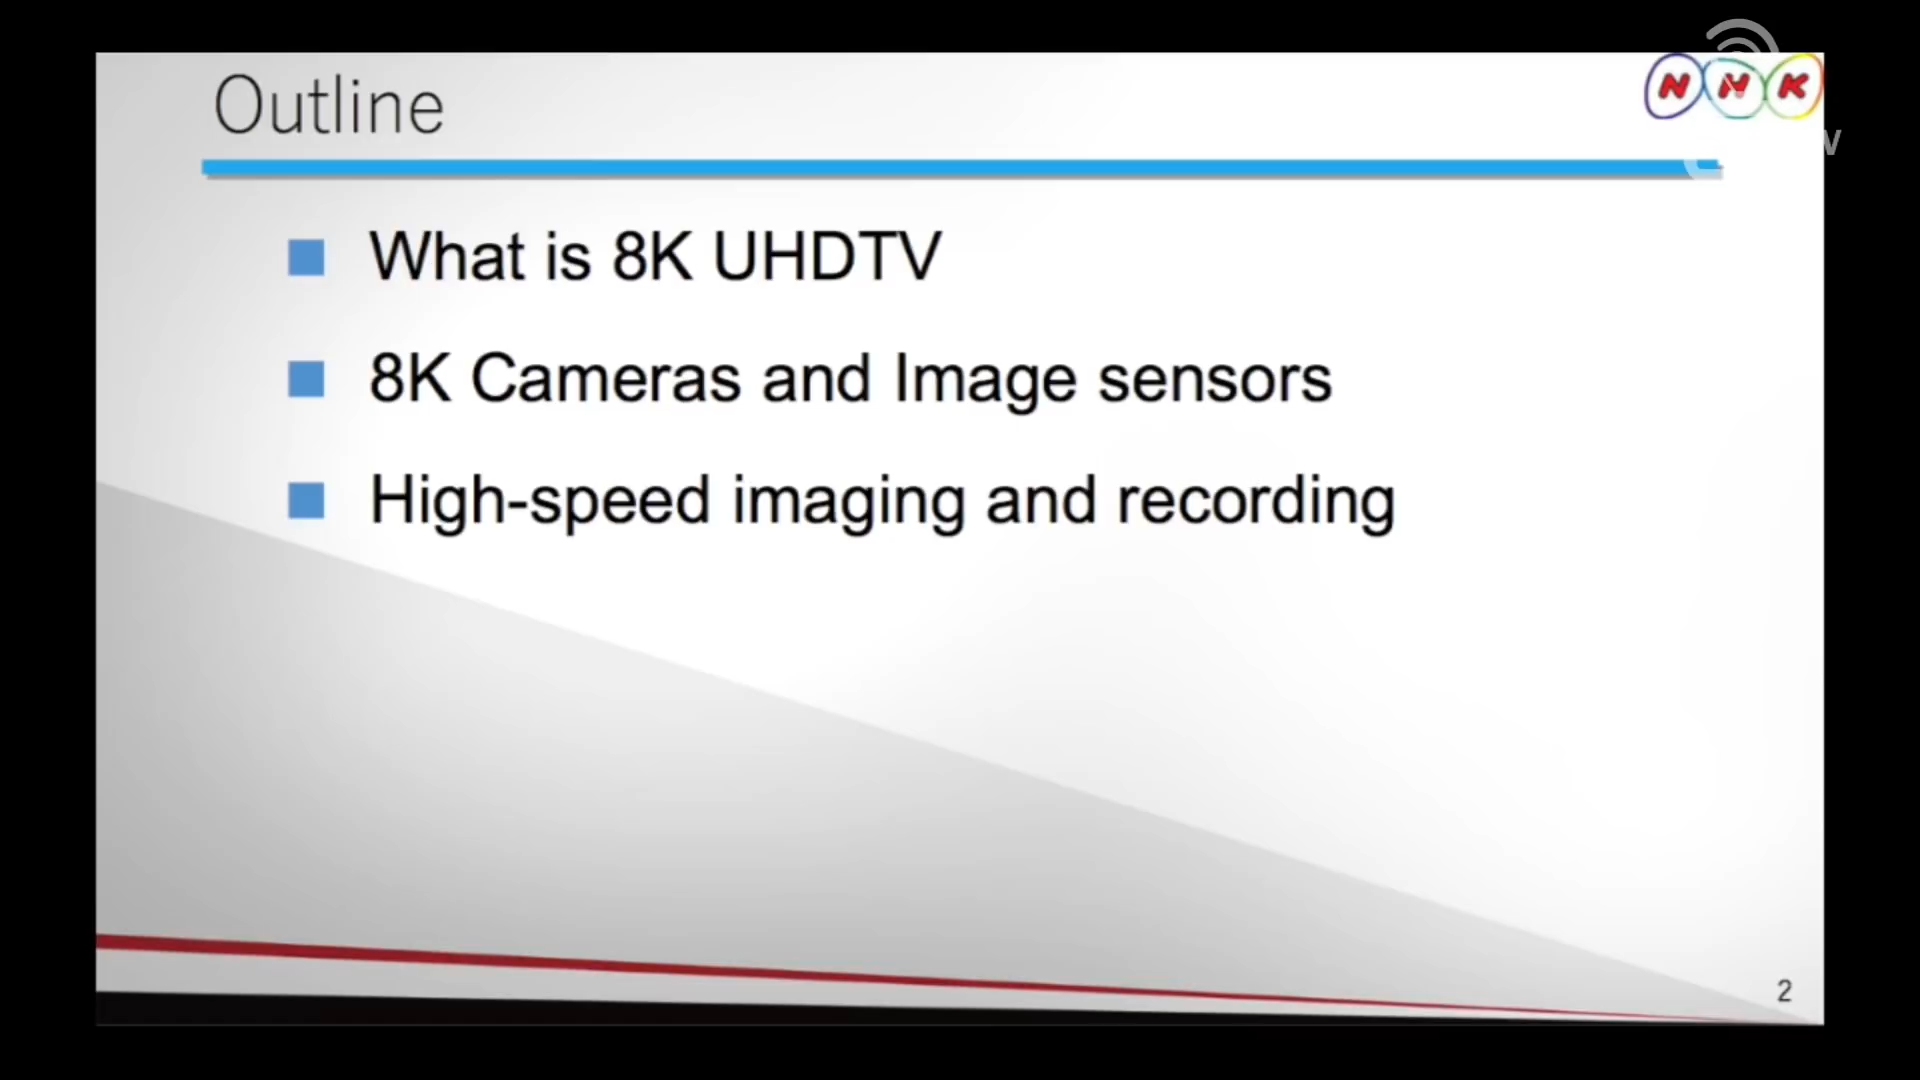 Outline
NHK
What is 8K UHDTV
8K Cameras and Image sensors
High-speed imaging and recording
2